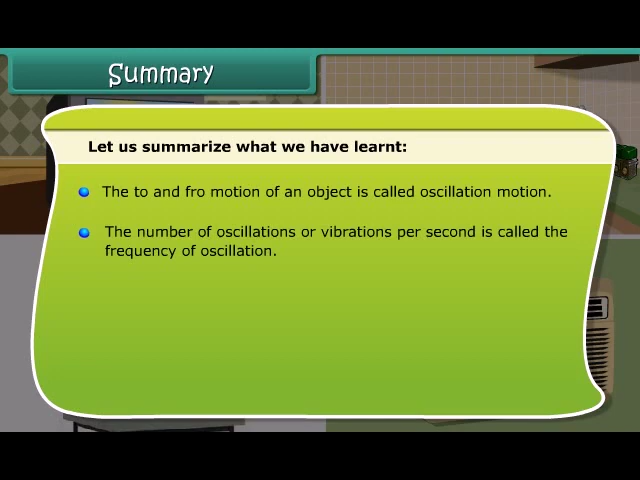 Summary
Let us summarize what we have learnt:
The to and fro motion of an object is called oscillation motion.
The number of oscillations or vibrations per second is called the
frequency of oscillation.